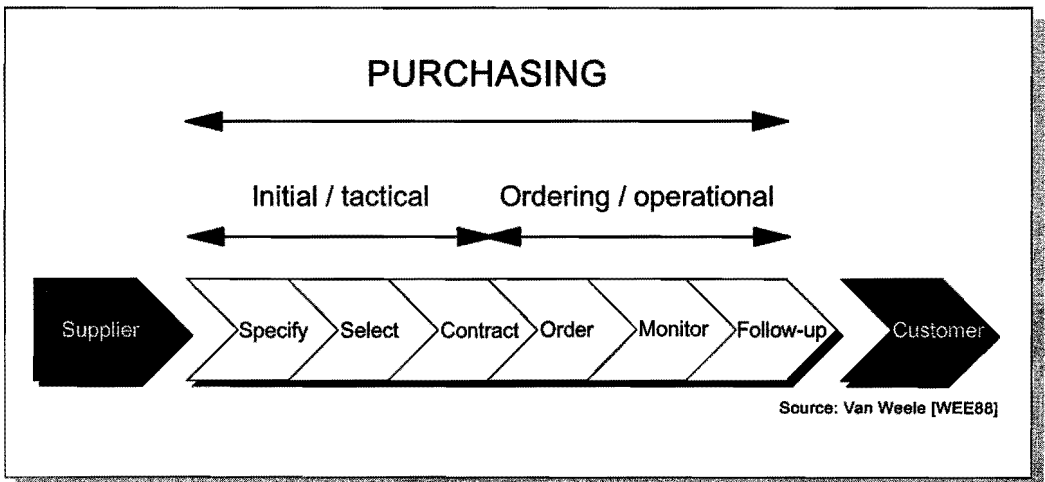 PURCHASING
Initial / tactical Ordering / operational
Supplier Specify Select Contract Order Monitor Follow-up Customer
Source: Van Weele [WEE88]